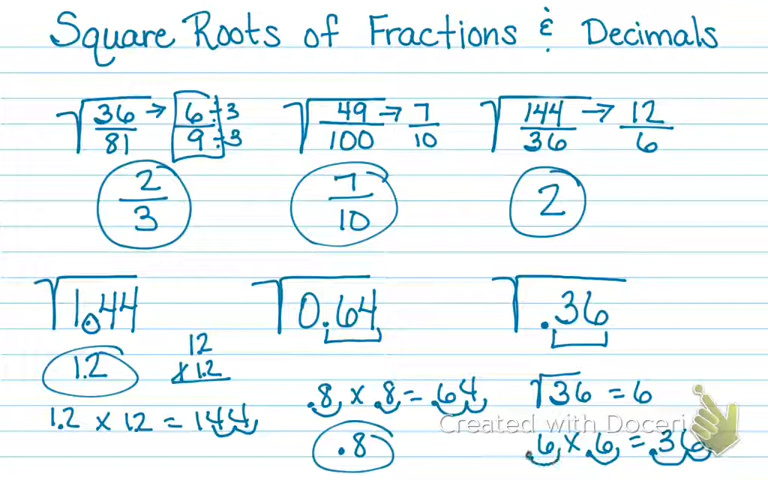 Square Roots of Fractions & Decimals
√36/81 → 6/9 ÷3/÷3
√49/100 → 7/10
√144/36 → 12/6
2/3
7/10
2
√1.44
√0.64
√.36
1.2
12
x 1.2
1.2 x 12 = 144
.8 x .8 = .64
.8
√36 = 6
.6 x .6 = .36
Created with Doceri